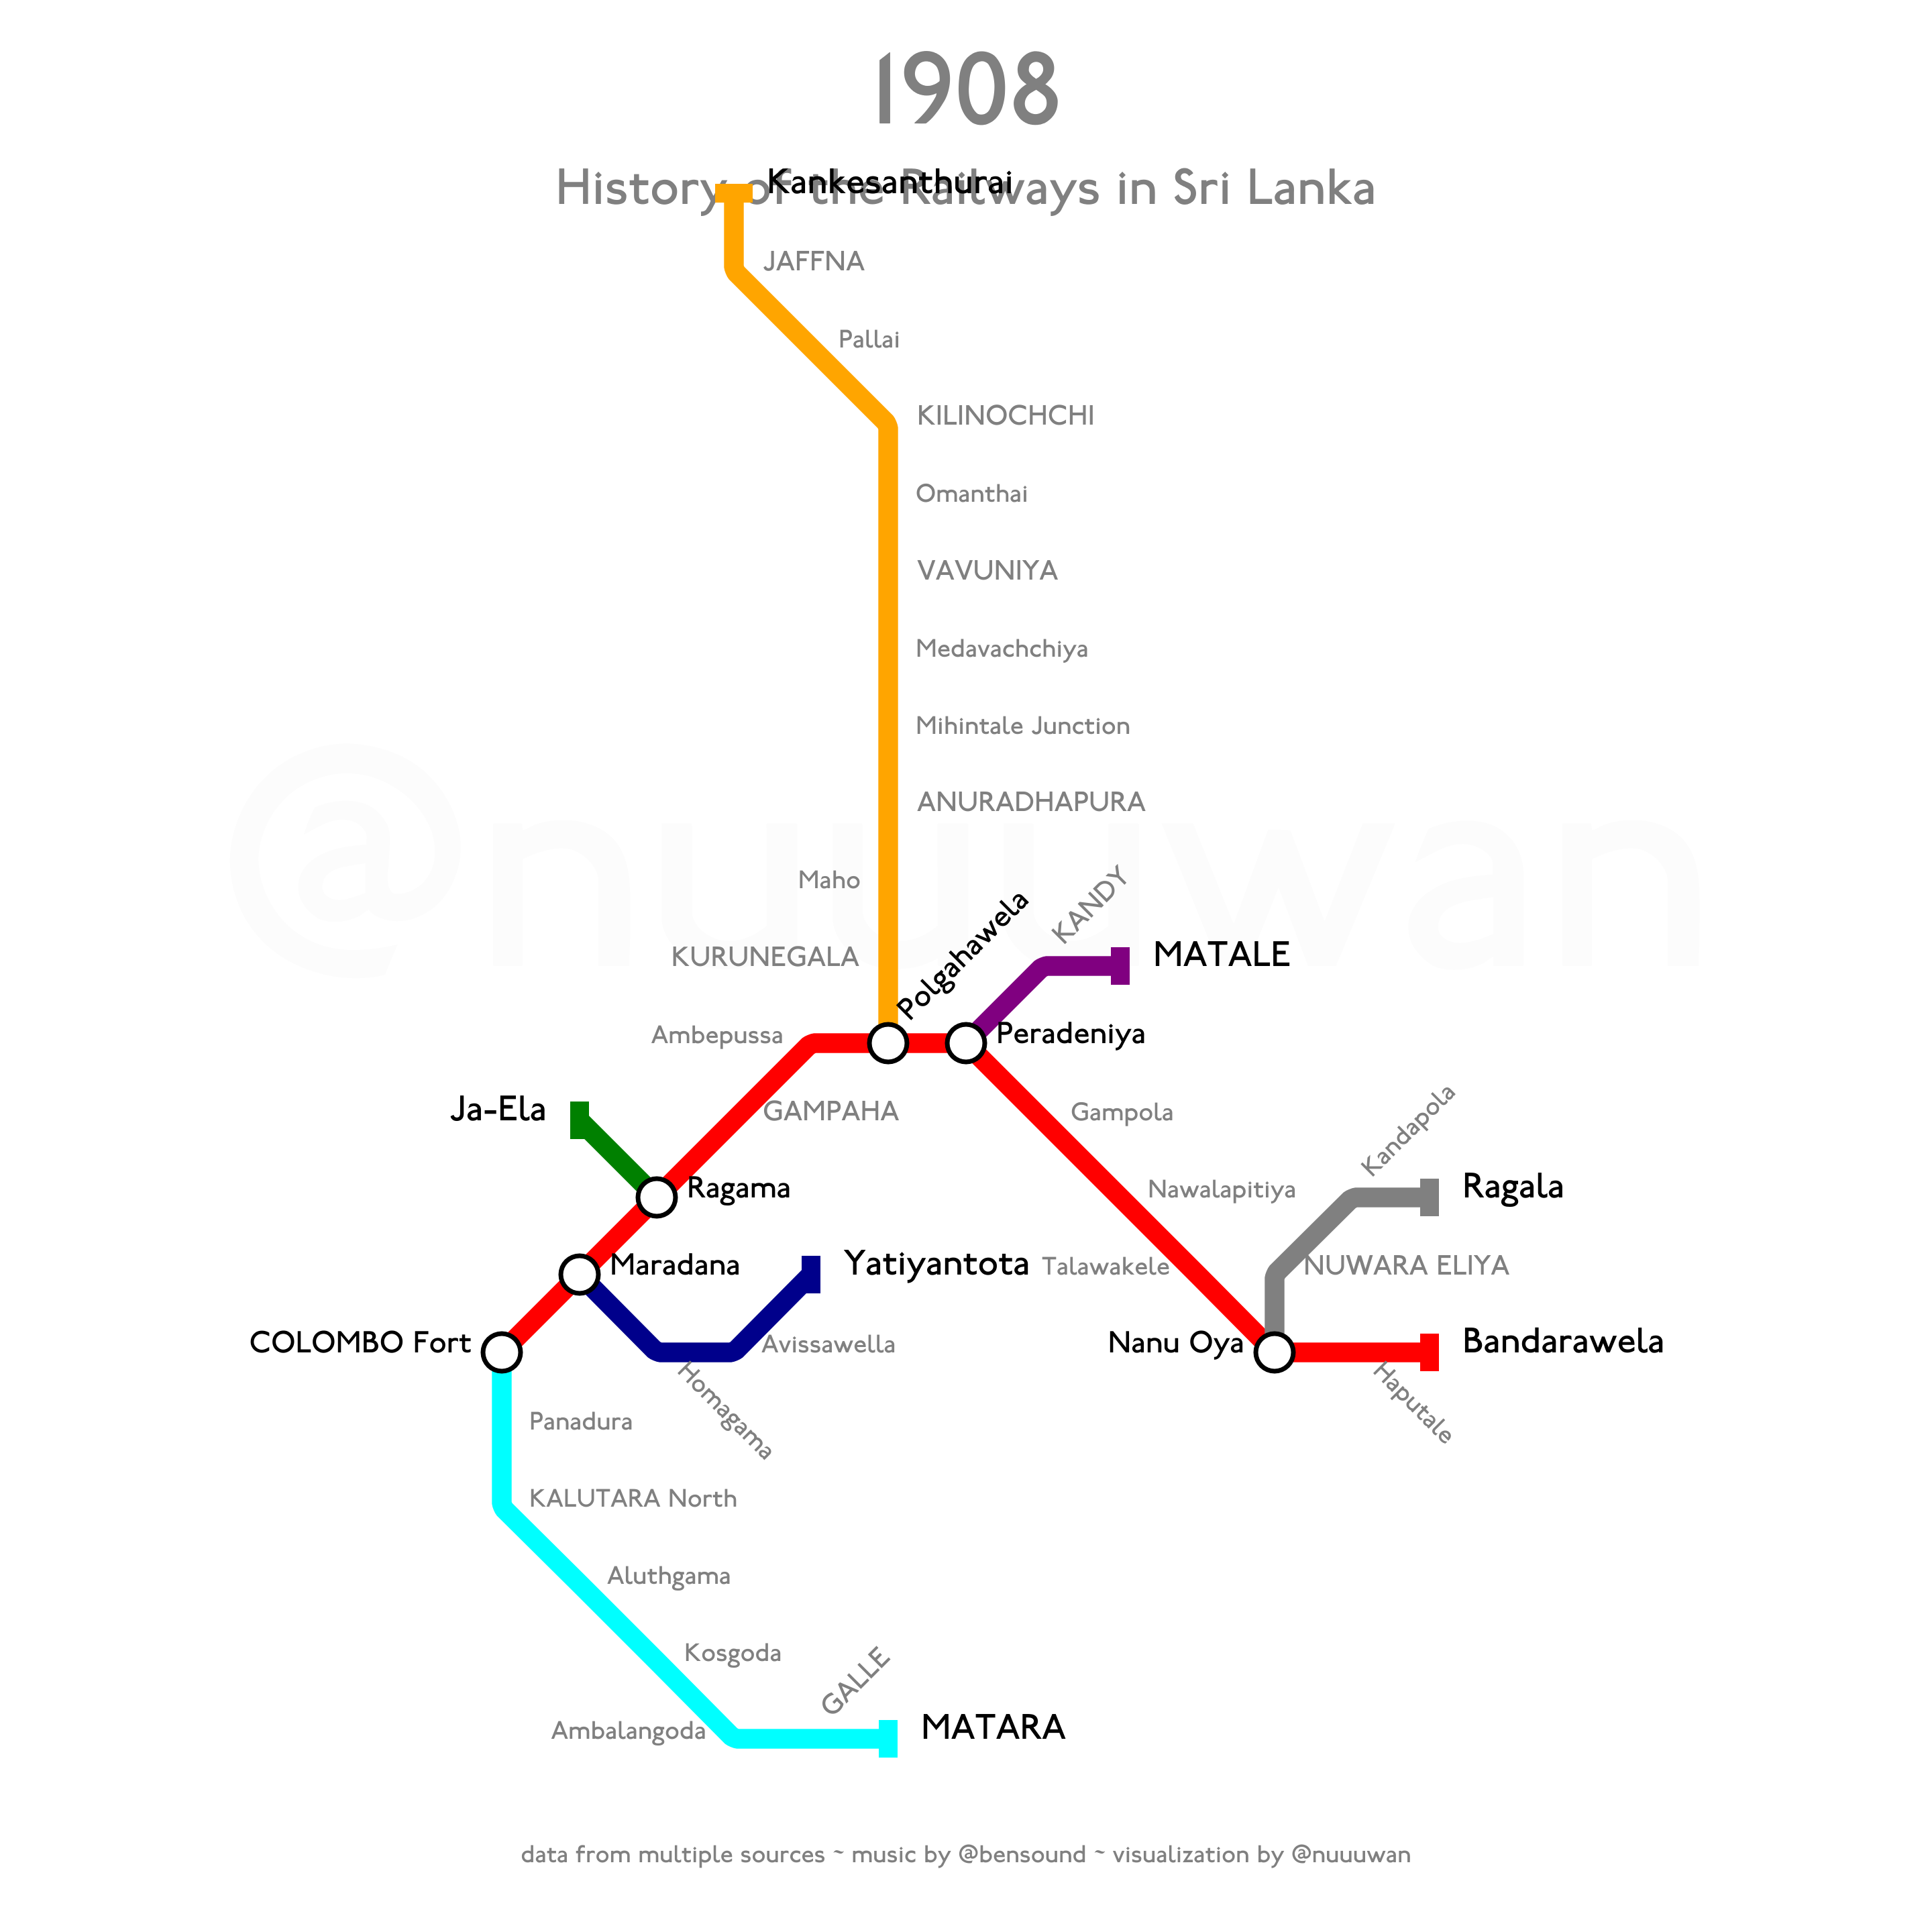 1908
History of the Railways in Sri Lanka
Kankesanthurai
JAFFNA
Pallai
KILINOCHCHI
Omanthai
VAVUNIYA
Medavachchiya
Mihintale Junction
ANURADHAPURA
@nuuuwan
Maho
KANDY
KURUNEGALA
Polgahawela
MATALE
Ambepussa
Peradeniya
Ja-Ela
GAMPAHA
Gampola
Kandapola
Ragama
Nawalapitiya
Ragala
Maradana
Yatiyantota
Talawakele
NUWARA ELIYA
COLOMBO Fort
Avissawella
Nanu Oya
Bandarawela
Homagama
Haputale
Panadura
KALUTARA North
Aluthgama
Kosgoda
GALLE
Ambalangoda
MATARA
data from multiple sources ~ music by @bensound ~ visualization by @nuuuwan